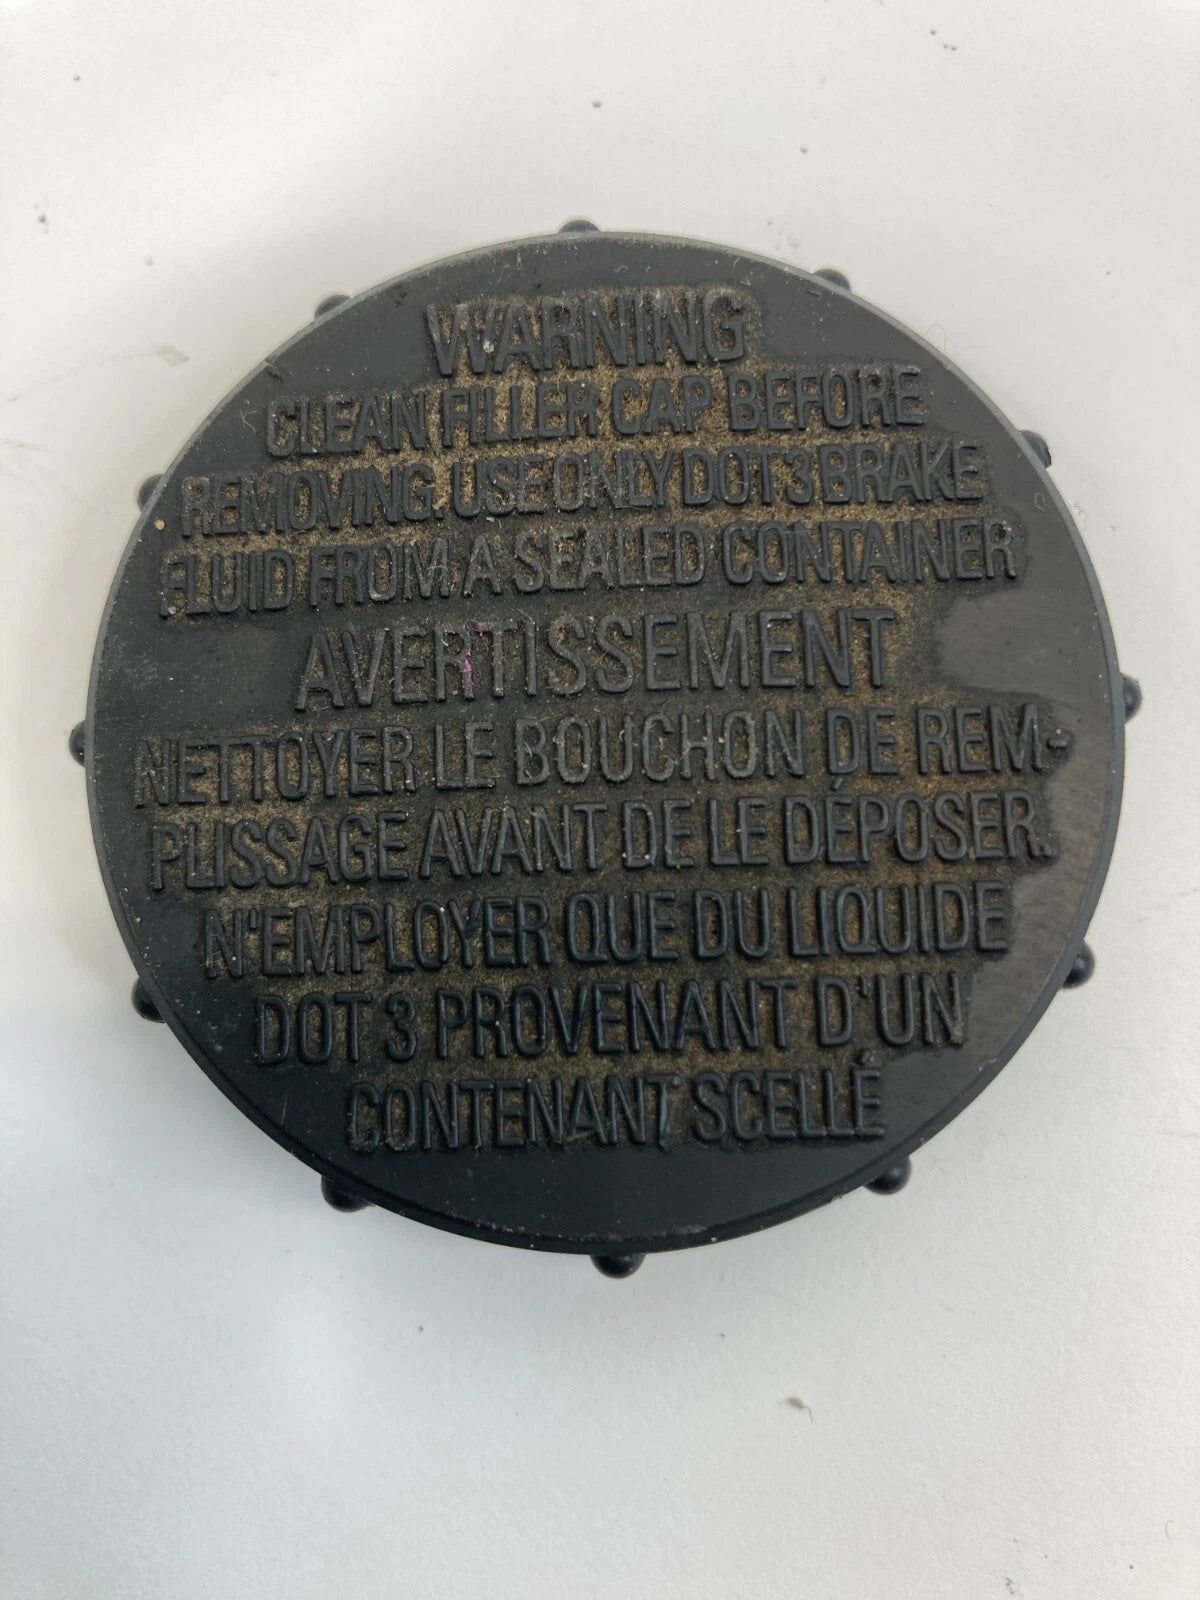 WARNING
CLEAN FILLER CAP BEFORE
REMOVING. USE ONLY DOT 3 BRAKE
FLUID FROM A SEALED CONTAINER
AVERTISSEMENT
NETTOYER LE BOUCHON DE REM-
PLISSAGE AVANT DE LE DÉPOSER.
N'EMPLOYER QUE DU LIQUIDE
DOT 3 PROVENANT D'UN
CONTENANT SCELLÉ